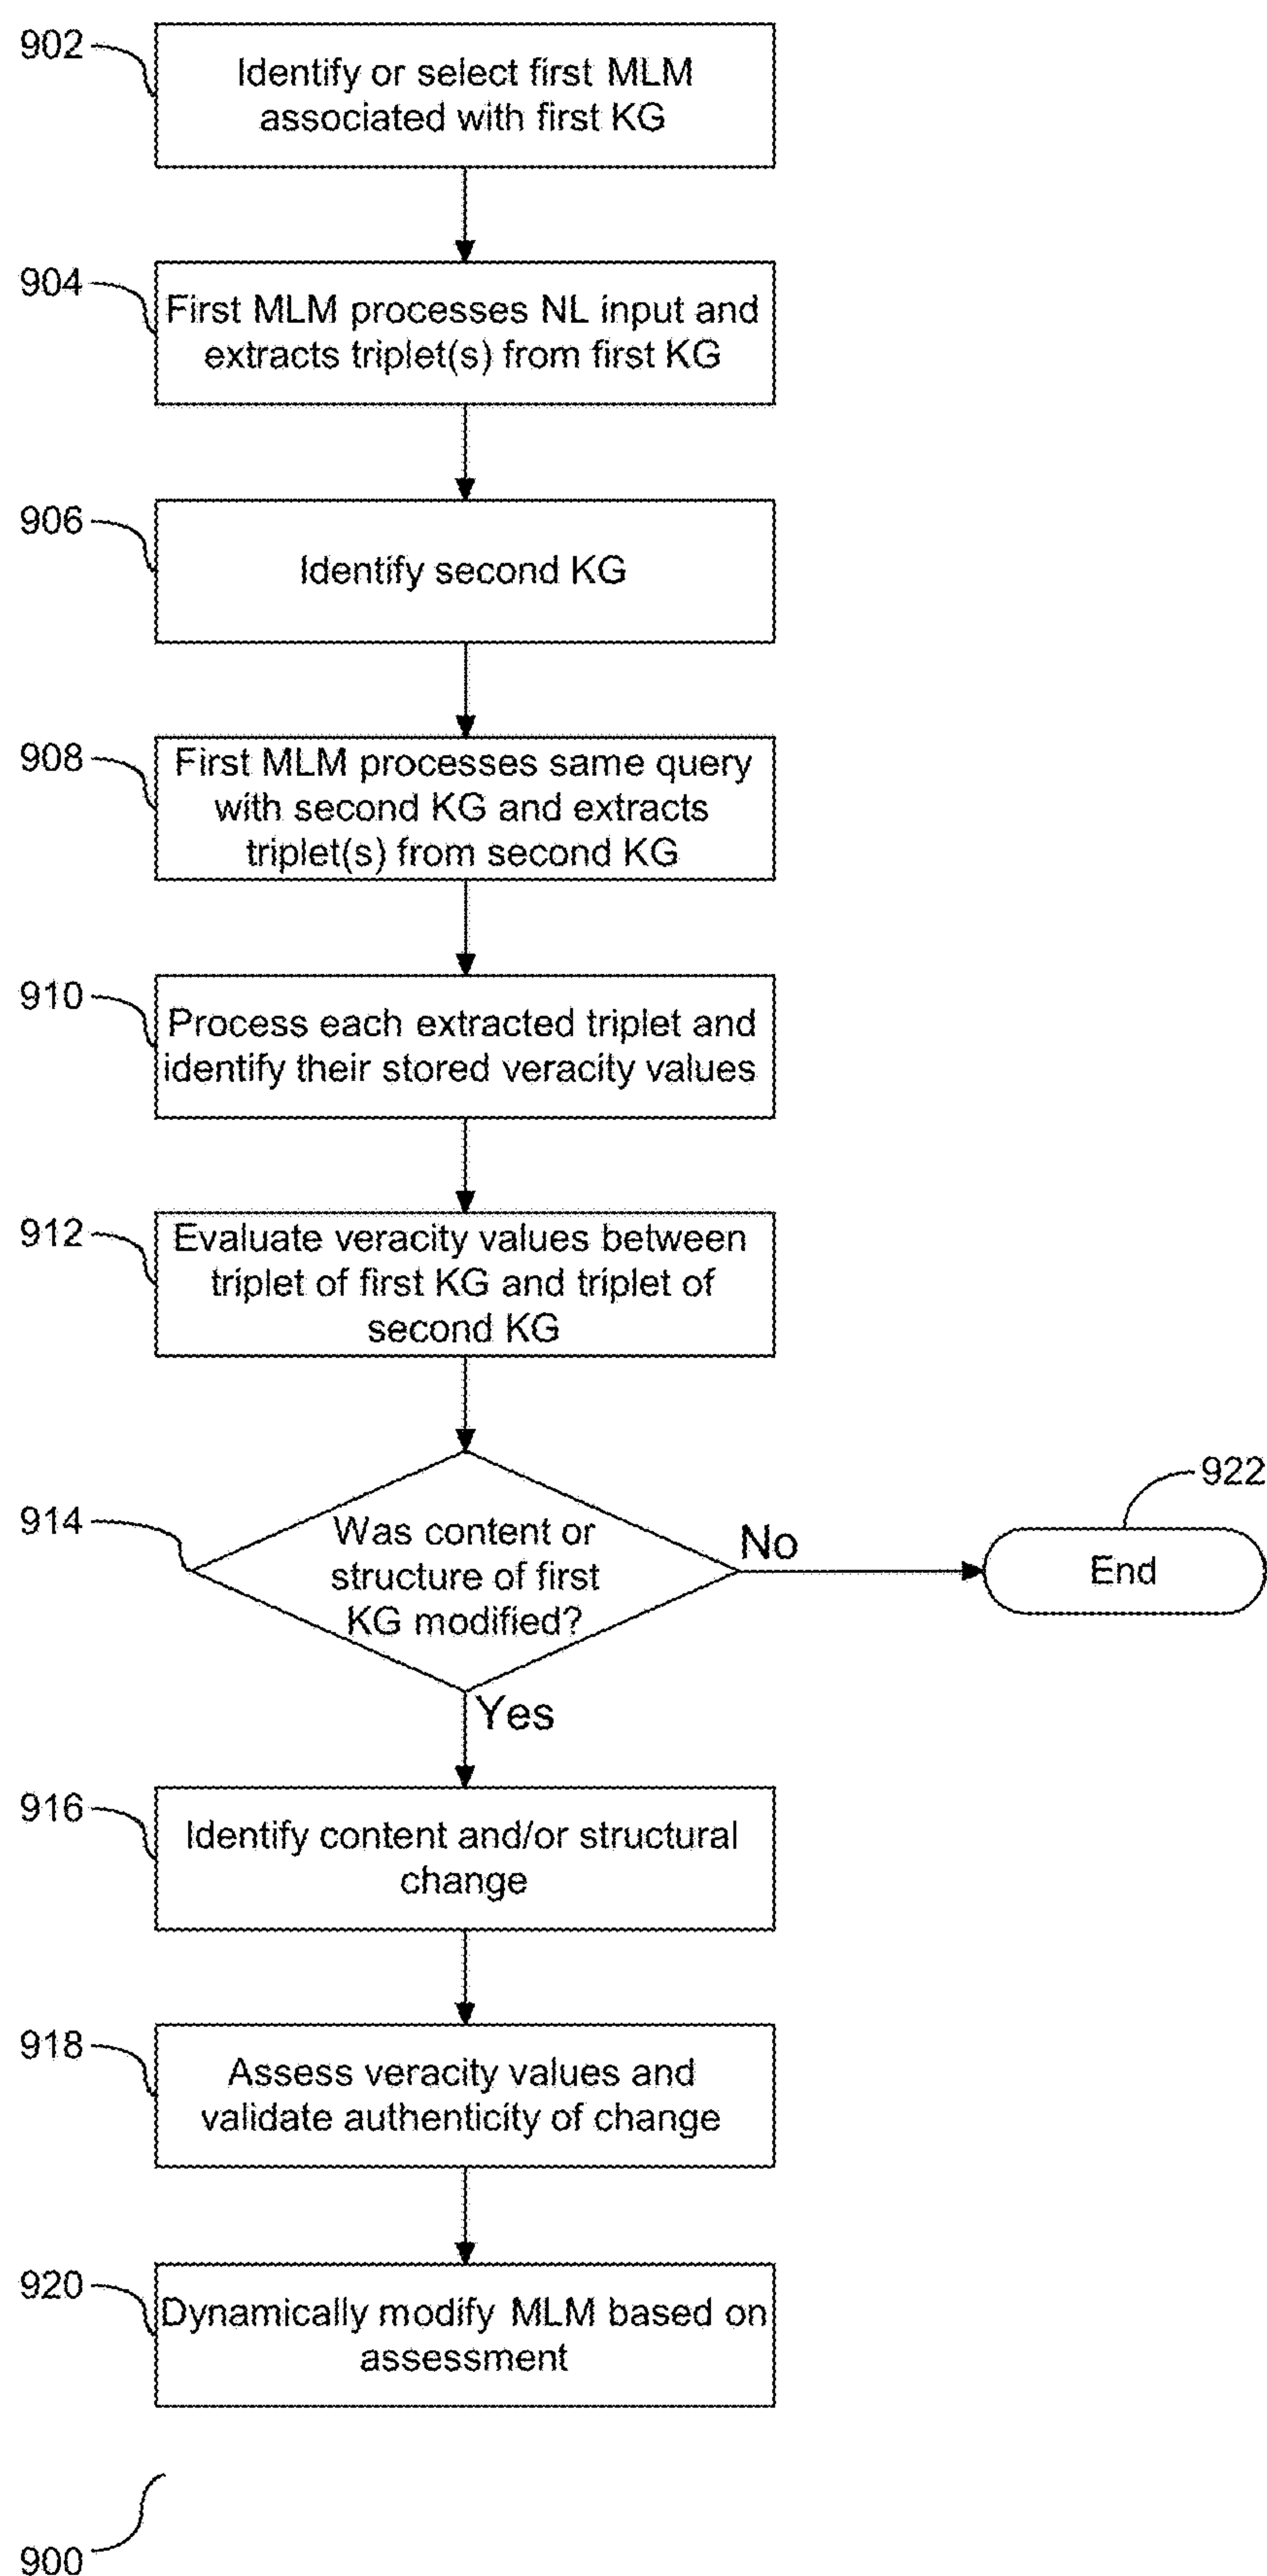 902
Identify or select first MLM
associated with first KG
904
First MLM processes NL input and
extracts triplet(s) from first KG
906
Identify second KG
908
First MLM processes same query
with second KG and extracts
triplet(s) from second KG
910
Process each extracted triplet and
identify their stored veracity values
912
Evaluate veracity values between
triplet of first KG and triplet of
second KG
914
Was content or
structure of first
KG modified?
No
922
End
Yes
916
Identify content and/or structural
change
918
Assess veracity values and
validate authenticity of change
920
Dynamically modify MLM based on
assessment
900